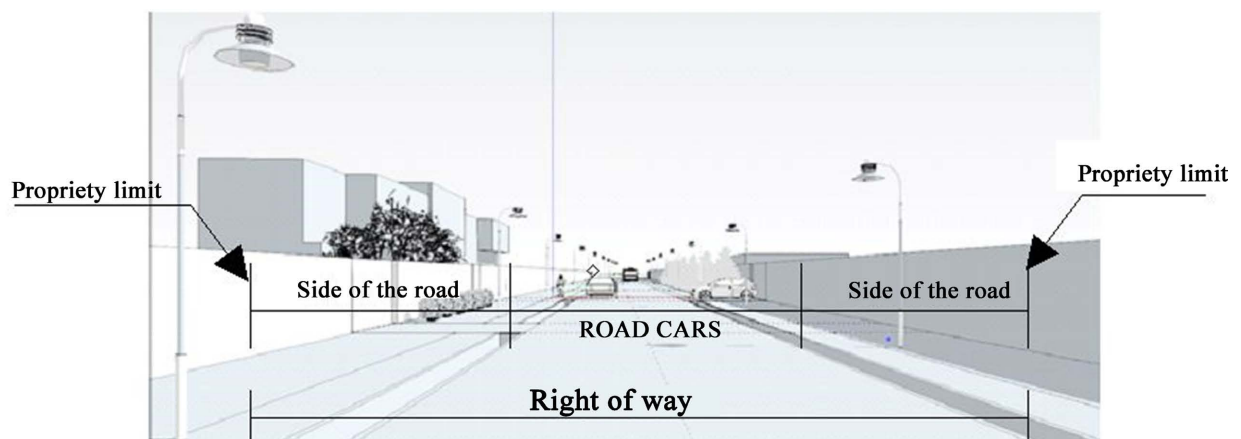 Propriety limit
Propriety limit
Side of the road
Side of the road
ROAD CARS
Right of way